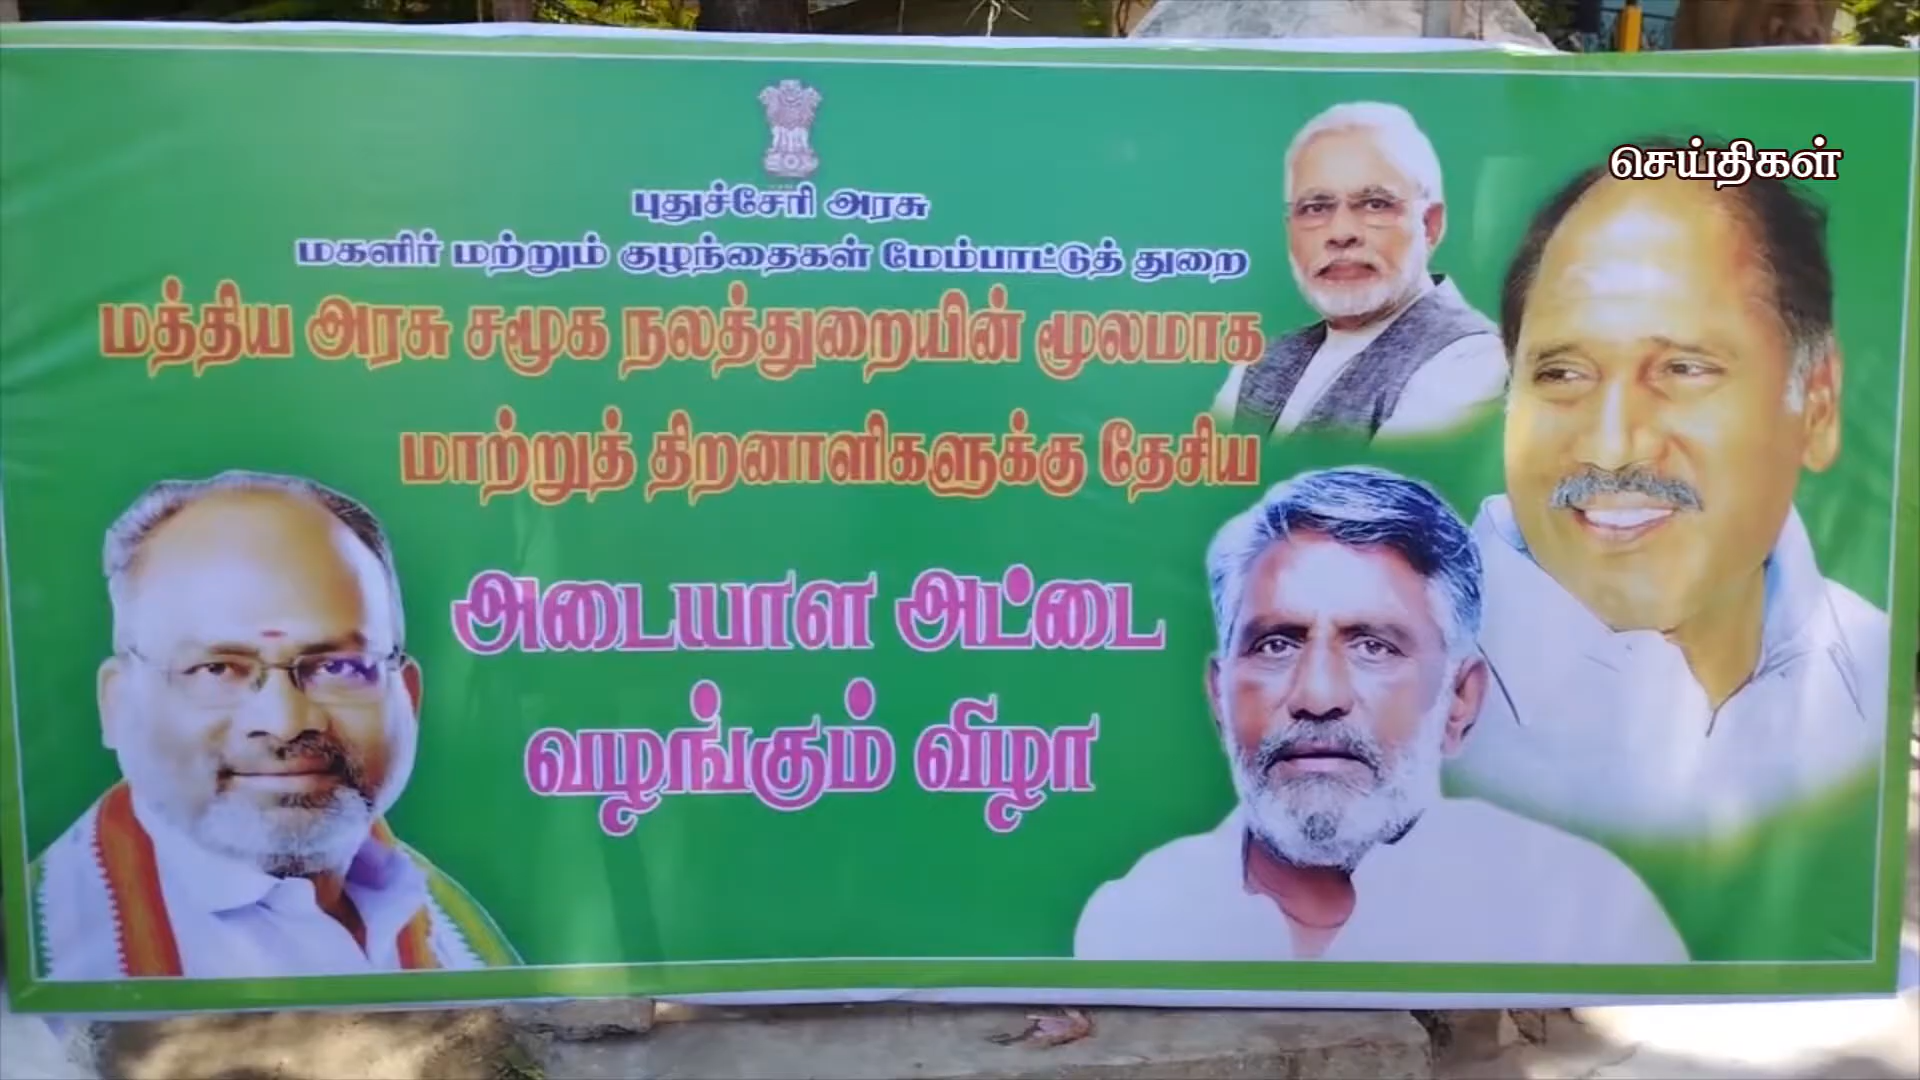 செய்திகள்
புதுச்சேரி அரசு
மகளிர் மற்றும் குழந்தைகள் மேம்பாட்டுத் துறை
மத்திய அரசு சமூக நலத்துறையின் மூலமாக
மாற்றுத் திறனாளிகளுக்கு தேசிய
அடையாள அட்டை
வழங்கும் விழா